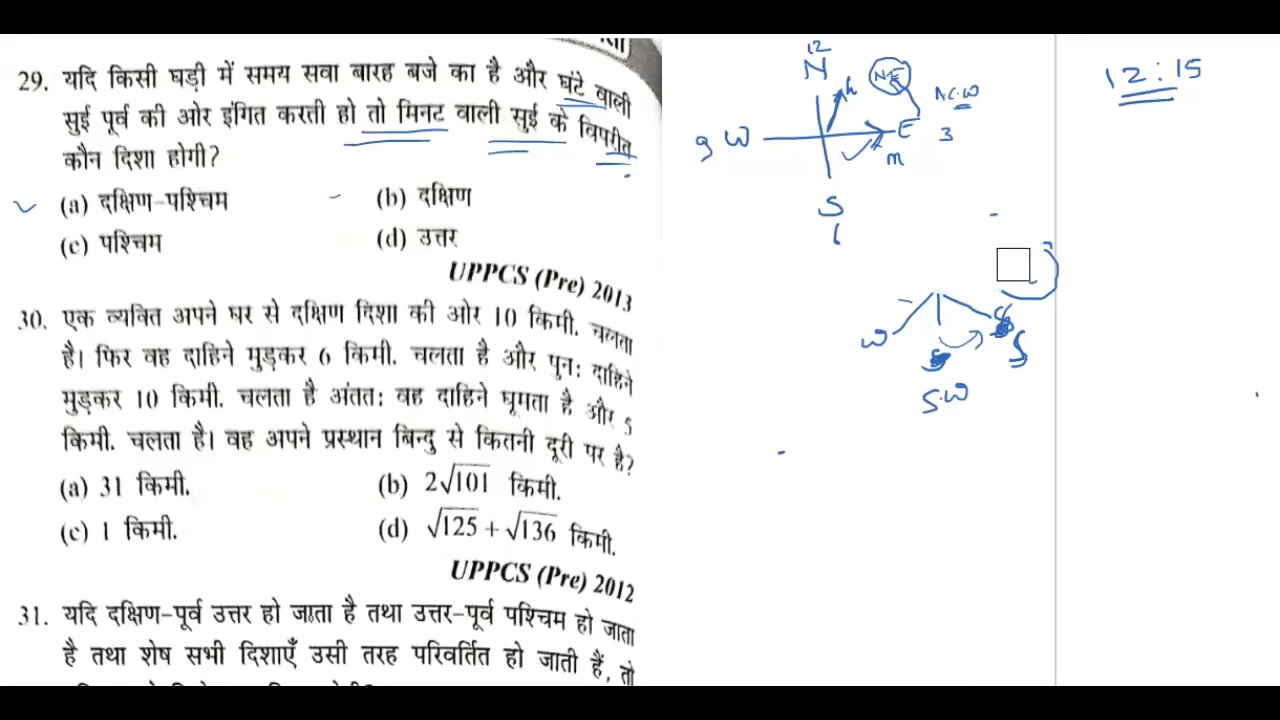 29. यदि किसी घड़ी में समय सवा बारह बजे का है और घंटे वाली
सुई पूर्व की ओर इंगित करती हो तो मिनट वाली सुई के विपरीत
कौन दिशा होगी?
(a) दक्षिण-पश्चिम
(b) दक्षिण
(c) पश्चिम
(d) उत्तर
UPPCS (Pre) 2013
30. एक व्यक्ति अपने घर से दक्षिण दिशा की ओर 10 किमी. चलता
है। फिर वह दाहिने मुड़कर 6 किमी. चलता है और पुनः दाहिने
मुड़कर 10 किमी. चलता है अंततः वह दाहिने घूमता है और 5
किमी. चलता है। वह अपने प्रस्थान बिन्दु से कितनी दूरी पर है?
(a) 31 किमी.
(b) 2√101 किमी.
(c) 1 किमी.
(d) √125 + √136 किमी.
UPPCS (Pre) 2012
31. यदि दक्षिण-पूर्व उत्तर हो जाता है तथा उत्तर-पूर्व पश्चिम हो जाता
है तथा शेष सभी दिशाएँ उसी तरह परिवर्तित हो जाती हैं, तो
12
N
h
N-E
A.C.W
9 W
E
3
m
S
6
12:15
W
S
S.W